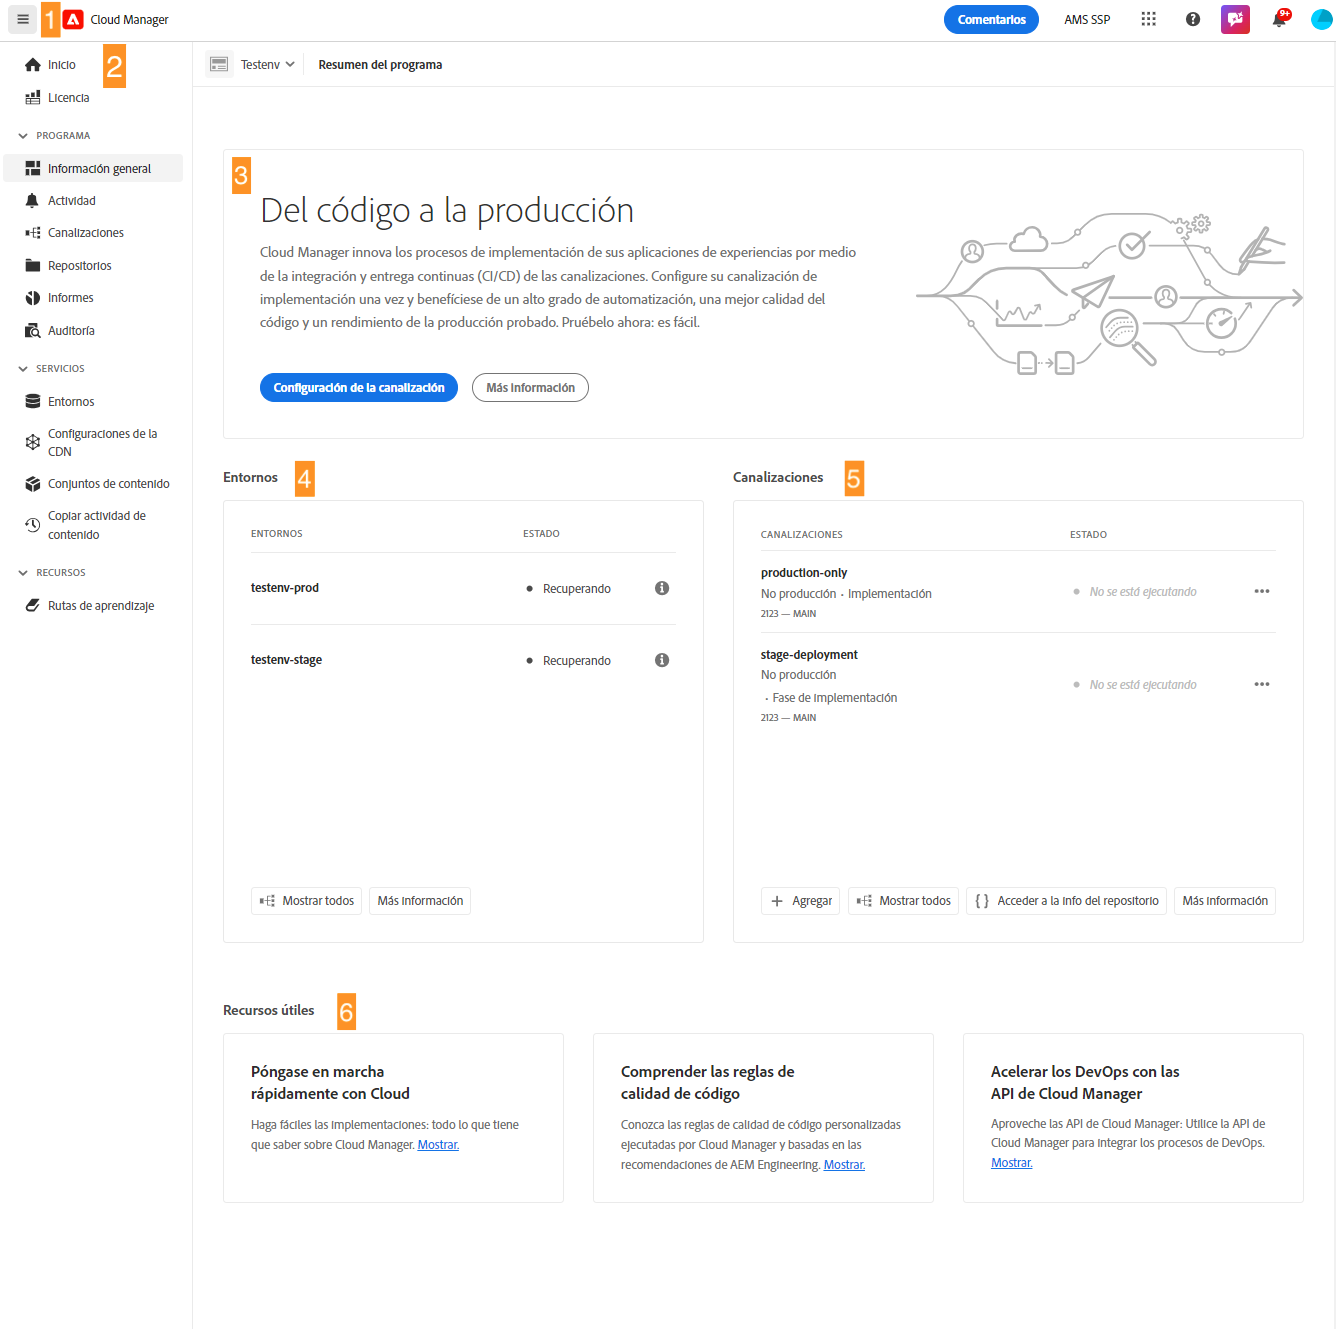 1 Cloud Manager
Comentarios
AMS SSP
9+
Inicio
2
Licencia
PROGRAMA
Información general
Actividad
Canalizaciones
Repositorios
Informes
Auditoría
SERVICIOS
Entornos
Configuraciones de la
CDN
Conjuntos de contenido
Copiar actividad de
contenido
RECURSOS
Rutas de aprendizaje
Testenv
Resumen del programa
3
Del código a la producción
Cloud Manager innova los procesos de implementación de sus aplicaciones de experiencias por medio
de la integración y entrega continuas (CI/CD) de las canalizaciones. Configure su canalización de
implementación una vez y benefíciese de un alto grado de automatización, una mejor calidad del
código y un rendimiento de la producción probado. Pruébelo ahora: es fácil.
Configuración de la canalización
Más información
Entornos 4
ENTORNOS ESTADO
testenv-prod Recuperando
testenv-stage Recuperando
Mostrar todos
Más información
Canalizaciones 5
CANALIZACIONES ESTADO
production-only
No producción · Implementación
2123 — MAIN
No se está ejecutando
stage-deployment
No producción
· Fase de implementación
2123 — MAIN
No se está ejecutando
Agregar
Mostrar todos
{ } Acceder a la info del repositorio
Más información
Recursos útiles 6
Póngase en marcha
rápidamente con Cloud
Haga fáciles las implementaciones: todo lo que tiene
que saber sobre Cloud Manager. Mostrar.
Comprender las reglas de
calidad de código
Conozca las reglas de calidad de código personalizadas
ejecutadas por Cloud Manager y basadas en las
recomendaciones de AEM Engineering. Mostrar.
Acelerar los DevOps con las
API de Cloud Manager
Aproveche las API de Cloud Manager: Utilice la API de
Cloud Manager para integrar los procesos de DevOps.
Mostrar.